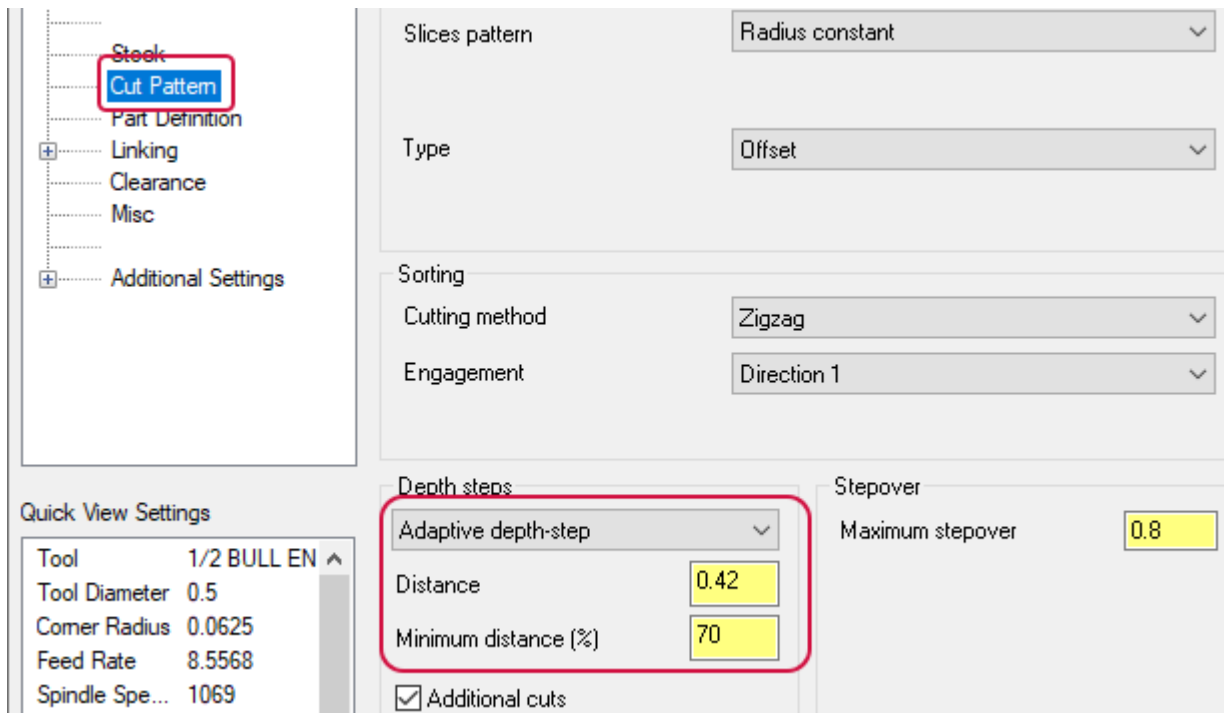 Stock
Cut Pattern
Part Definition
Linking
Clearance
Misc
Additional Settings
Slices pattern Radius constant
Type Offset
Sorting
Cutting method Zigzag
Engagement Direction 1
Depth steps
Adaptive depth-step
Distance 0.42
Minimum distance (%) 70
Additional cuts
Stepover
Maximum stepover 0.8
Quick View Settings
Tool 1/2 BULL EN
Tool Diameter 0.5
Corner Radius 0.0625
Feed Rate 8.5568
Spindle Spe... 1069